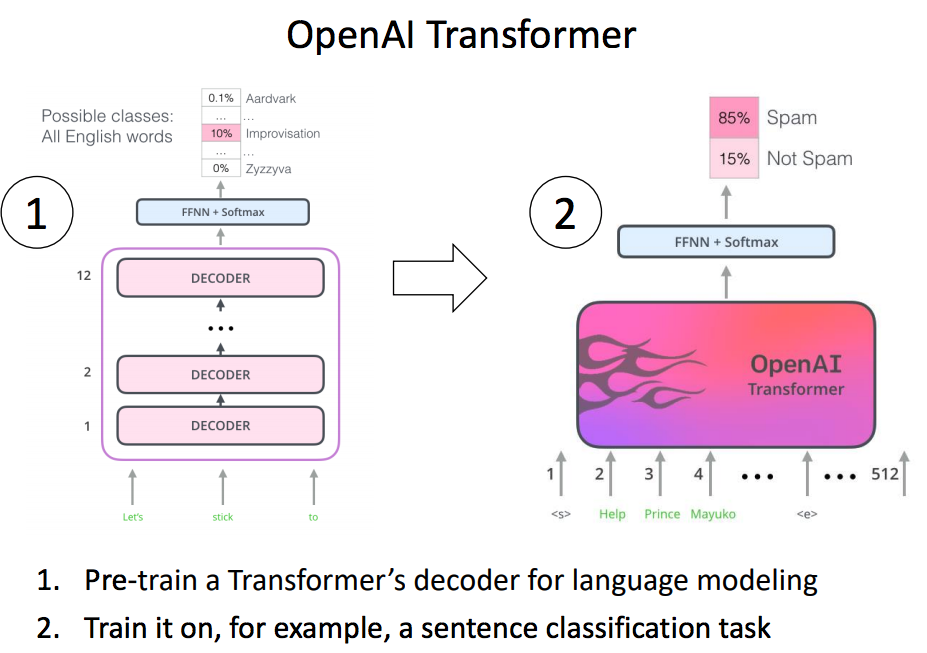 OpenAI Transformer
Possible classes:
All English words
0.1% Aardvark
... ...
10% Improvisation
... ...
0% Zyzzyva
1
FFNN + Softmax
12 DECODER
...
2 DECODER
1 DECODER
Let's stick to
85% Spam
15% Not Spam
2
FFNN + Softmax
OpenAI
Transformer
1 2 3 4 ... ... 512
<s> Help Prince Mayuko <e>
1. Pre-train a Transformer’s decoder for language modeling
2. Train it on, for example, a sentence classification task